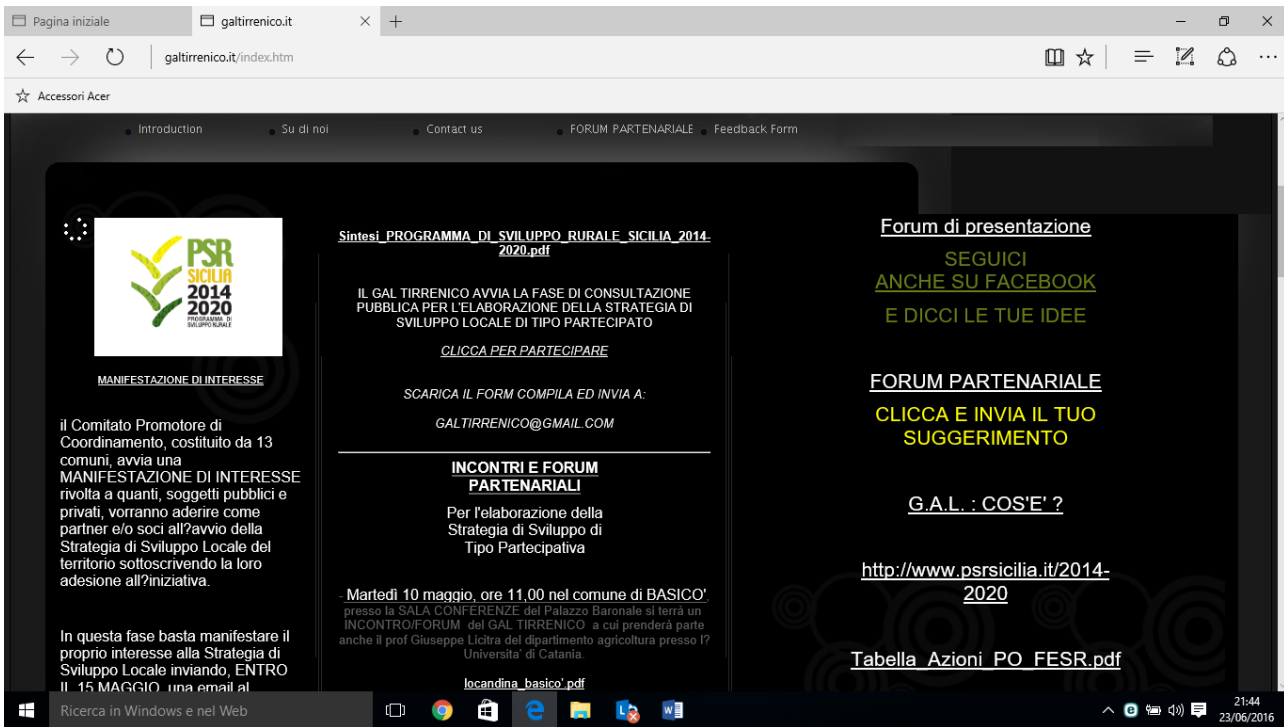 Pagina iniziale
galtirrenico.it
galtirrenico.it/index.htm
Accessori Acer
Introduction
Su di noi
Contact us
FORUM PARTENARIALE
Feedback Form
PSR
SICILIA
2014
2020
PROGRAMMA DI
SVILUPPO RURALE
MANIFESTAZIONE DI INTERESSE
il Comitato Promotore di
Coordinamento, costituito da 13
comuni, avvia una
MANIFESTAZIONE DI INTERESSE
rivolta a quanti, soggetti pubblici e
privati, vorranno aderire come
partner e/o soci all?avvio della
Strategia di Sviluppo Locale del
territorio sottoscrivendo la loro
adesione all?iniziativa.
In questa fase basta manifestare il
proprio interesse alla Strategia di
Sviluppo Locale inviando, ENTRO
IL 15 MAGGIO, una email al
Sintesi_PROGRAMMA_DI_SVILUPPO_RURALE_SICILIA_2014-
2020.pdf
IL GAL TIRRENICO AVVIA LA FASE DI CONSULTAZIONE
PUBBLICA PER L'ELABORAZIONE DELLA STRATEGIA DI
SVILUPPO LOCALE DI TIPO PARTECIPATO
CLICCA PER PARTECIPARE
SCARICA IL FORM COMPILA ED INVIA A:
GALTIRRENICO@GMAIL.COM
INCONTRI E FORUM
PARTENARIALI
Per l'elaborazione della
Strategia di Sviluppo di
Tipo Partecipativa
- Martedì 10 maggio, ore 11,00 nel comune di BASICO'
presso la SALA CONFERENZE del Palazzo Baronale si terrà un
INCONTRO/FORUM del GAL TIRRENICO a cui prenderà parte
anche il prof Giuseppe Licitra del dipartimento agricoltura presso l?
Universita' di Catania.
locandina_basico'.pdf
Forum di presentazione
SEGUICI
ANCHE SU FACEBOOK
E DICCI LE TUE IDEE
FORUM PARTENARIALE
CLICCA E INVIA IL TUO
SUGGERIMENTO
G.A.L. : COS'E' ?
http://www.psrsicilia.it/2014-
2020
Tabella_Azioni_PO_FESR.pdf
Ricerca in Windows e nel Web
21:44
23/06/2016